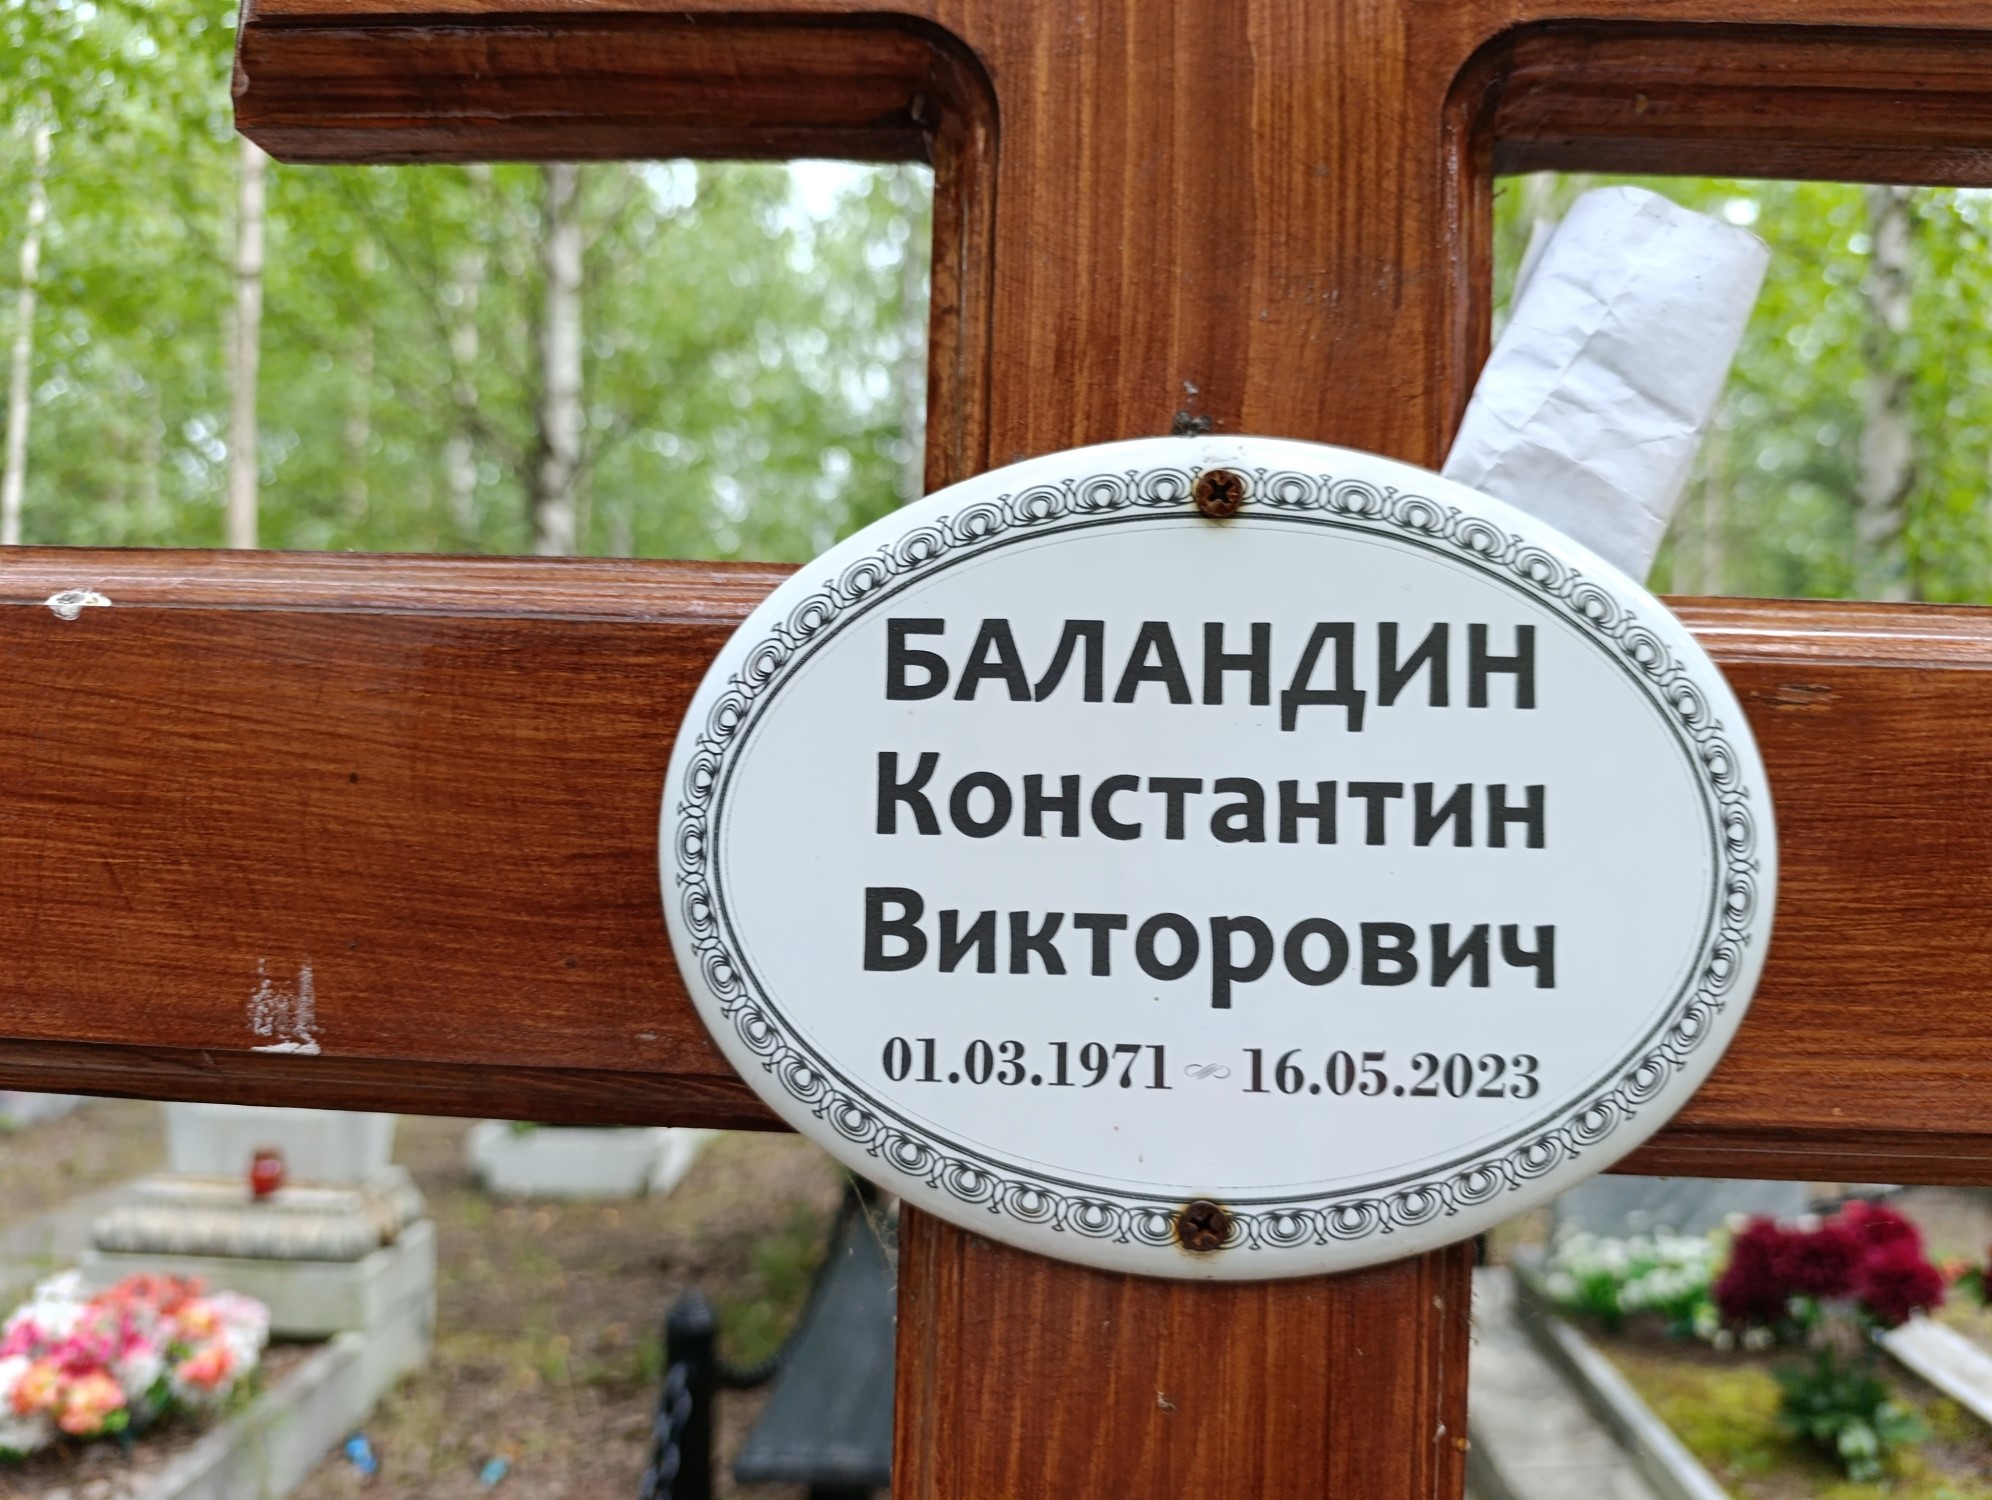 БАЛАНДИН
Константин
Викторович
01.03.1971 ~ 16.05.2023